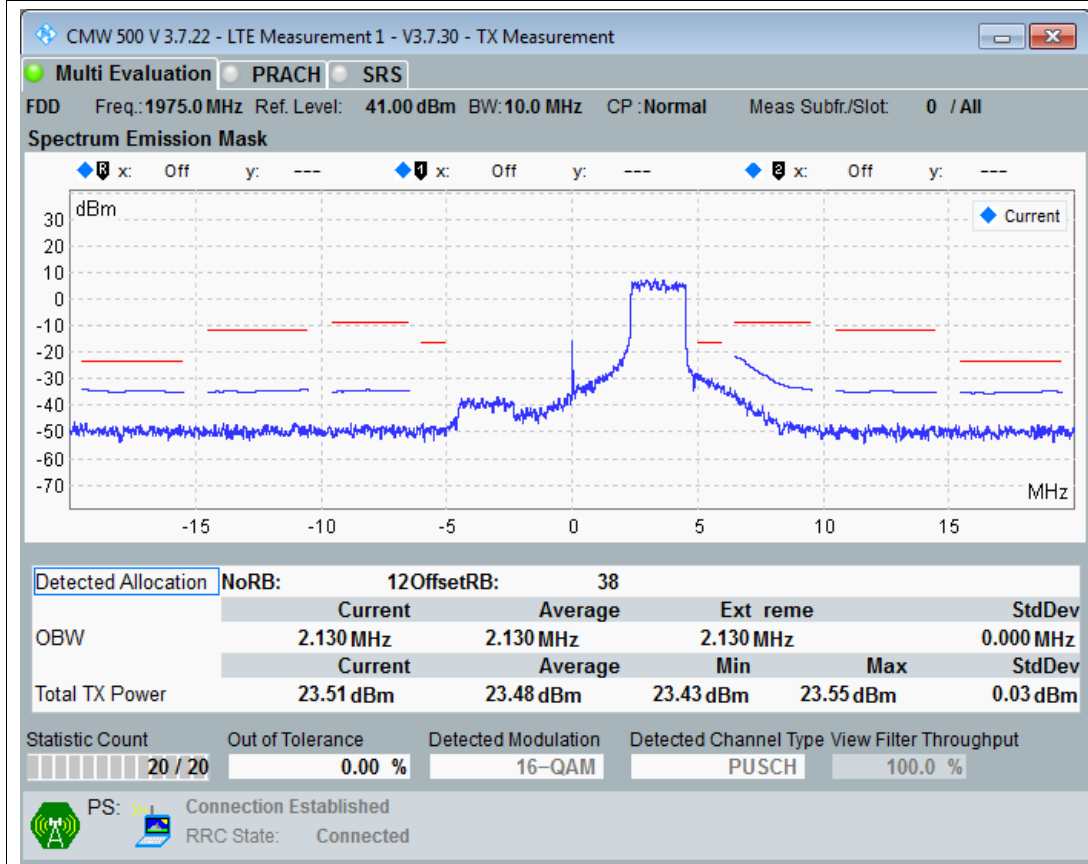 CMW 500 V 3.7.22 - LTE Measurement 1 - V3.7.30 - TX Measurement
Multi Evaluation PRACH SRS
FDD Freq.: 1975.0 MHz Ref. Level: 41.00 dBm BW: 10.0 MHz CP : Normal Meas Subfr./Slot: 0 / All
Spectrum Emission Mask
R x: Off y: --- 1 x: Off y: --- 2 x: Off y: ---
dBm
Current
30
20
10
0
-10
-20
-30
-40
-50
-60
-70
MHz
-15 -10 -5 0 5 10 15
Detected Allocation NoRB: 12 OffsetRB: 38
Current Average Ext reme StdDev
OBW 2.130 MHz 2.130 MHz 2.130 MHz 0.000 MHz
Current Average Min Max StdDev
Total TX Power 23.51 dBm 23.48 dBm 23.43 dBm 23.55 dBm 0.03 dBm
Statistic Count Out of Tolerance Detected Modulation Detected Channel Type View Filter Throughput
20 / 20 0.00 % 16-QAM PUSCH 100.0 %
PS: Connection Established
RRC State: Connected